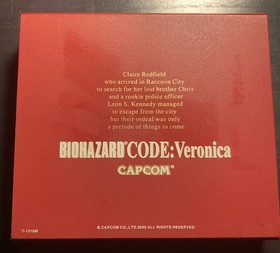 Claire Redfield
who arrived in Raccoon City
to search for her lost brother Chris
and a rookie police officer
Leon S. Kennedy managed
to escape from the city
but their ordeal was only
a prelude of things to come
BIOHAZARD CODE:Veronica
CAPCOM
T-1210M © CAPCOM CO.,LTD.2000 ALL RIGHTS RESERVED.